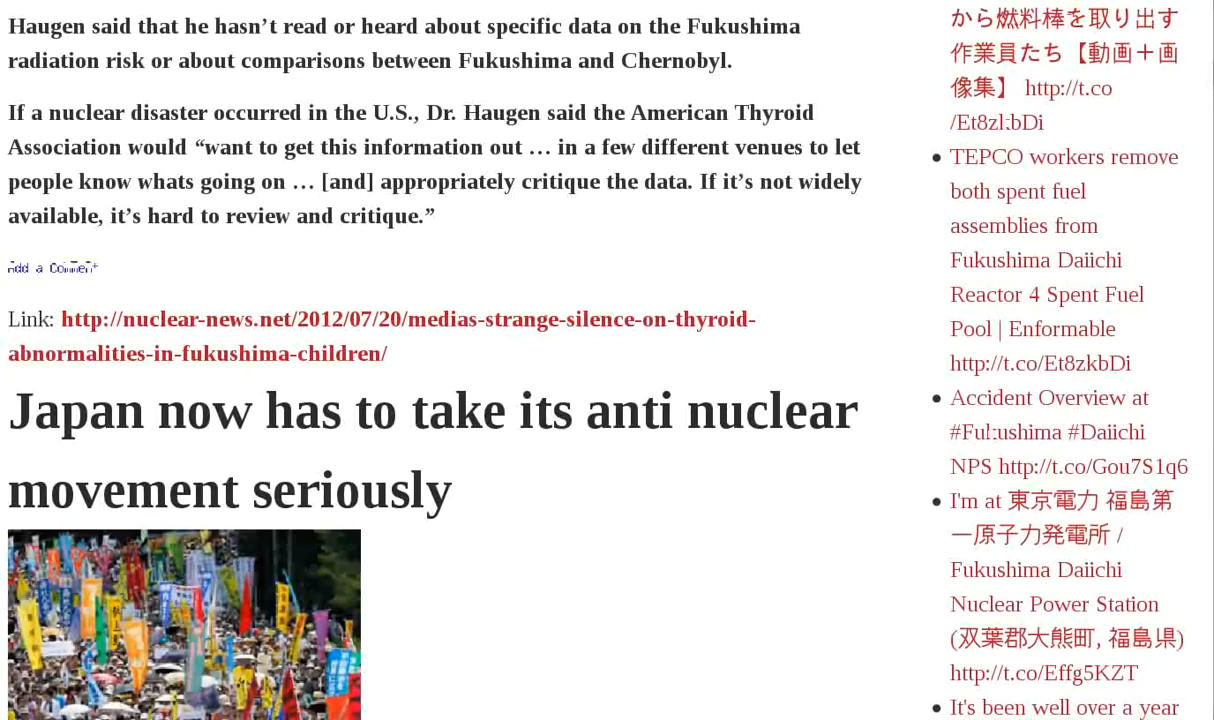 Haugen said that he hasn’t read or heard about specific data on the Fukushima
radiation risk or about comparisons between Fukushima and Chernobyl.
If a nuclear disaster occurred in the U.S., Dr. Haugen said the American Thyroid
Association would “want to get this information out … in a few different venues to let
people know whats going on … [and] appropriately critique the data. If it’s not widely
available, it’s hard to review and critique.”
Add a Comment
Link: http://nuclear-news.net/2012/07/20/medias-strange-silence-on-thyroid-
abnormalities-in-fukushima-children/
Japan now has to take its anti nuclear
movement seriously
から燃料棒を取り出す
作業員たち【動画＋画
像集】 http://t.co
/Et8zkbDi
TEPCO workers remove
both spent fuel
assemblies from
Fukushima Daiichi
Reactor 4 Spent Fuel
Pool | Enformable
http://t.co/Et8zkbDi
Accident Overview at
#Fukushima #Daiichi
NPS http://t.co/Gou7S1q6
I'm at 東京電力 福島第
一原子力発電所 /
Fukushima Daiichi
Nuclear Power Station
(双葉郡大熊町, 福島県)
http://t.co/Effg5KZT
It's been well over a year